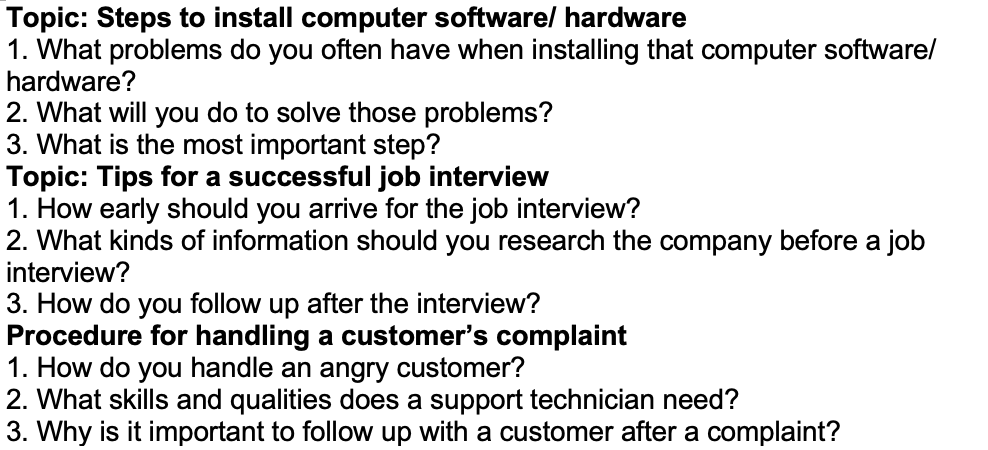 Topic: Steps to install computer software/ hardware
1. What problems do you often have when installing that computer software/
hardware?
2. What will you do to solve those problems?
3. What is the most important step?
Topic: Tips for a successful job interview
1. How early should you arrive for the job interview?
2. What kinds of information should you research the company before a job
interview?
3. How do you follow up after the interview?
Procedure for handling a customer’s complaint
1. How do you handle an angry customer?
2. What skills and qualities does a support technician need?
3. Why is it important to follow up with a customer after a complaint?